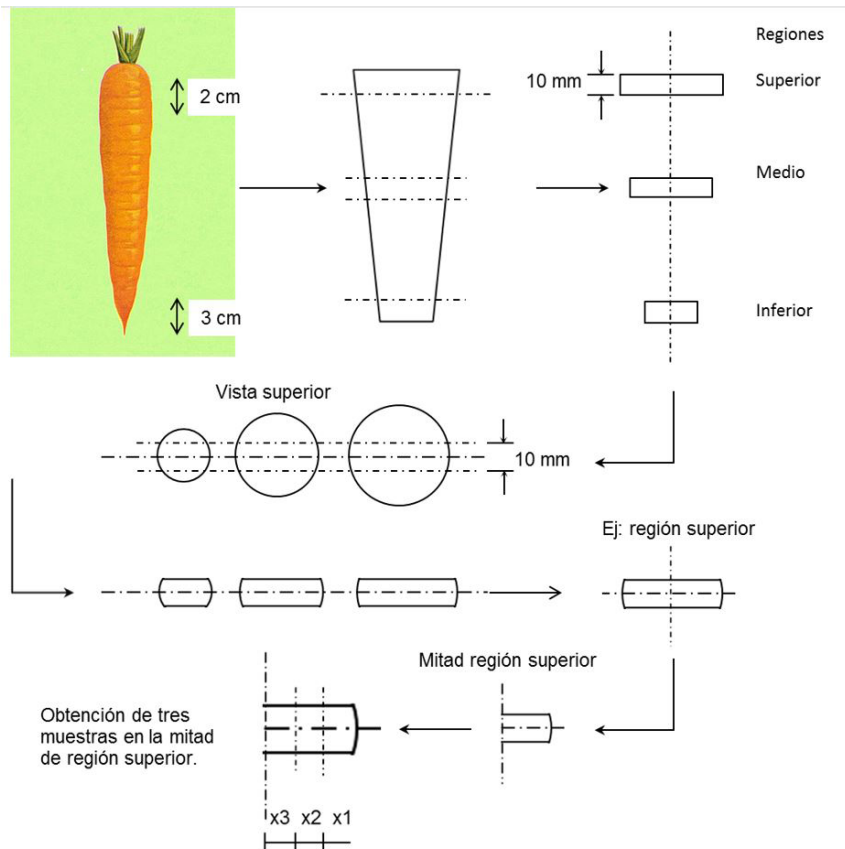 Regiones
2 cm
10 mm
Superior
Medio
3 cm
Inferior
Vista superior
10 mm
Ej: región superior
Mitad región superior
Obtención de tres
muestras en la mitad
de región superior.
x3 x2 x1